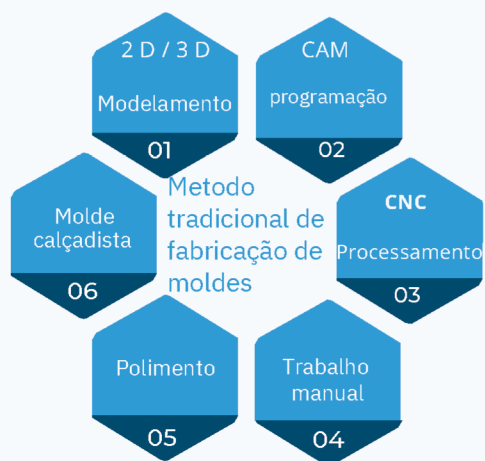 2 D / 3 D
Modelamento
01
CAM
programação
02
CNC
Processamento
03
Trabalho
manual
04
Polimento
05
Molde
calçadista
06
Metodo
tradicional de
fabricação de
moldes